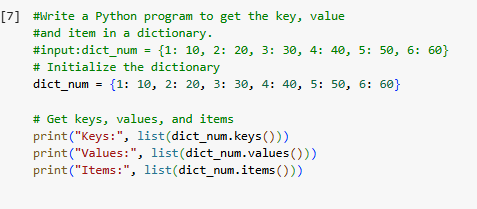 [7] #Write a Python program to get the key, value
#and item in a dictionary.
#input:dict_num = {1: 10, 2: 20, 3: 30, 4: 40, 5: 50, 6: 60}
# Initialize the dictionary
dict_num = {1: 10, 2: 20, 3: 30, 4: 40, 5: 50, 6: 60}
# Get keys, values, and items
print("Keys:", list(dict_num.keys()))
print("Values:", list(dict_num.values()))
print("Items:", list(dict_num.items()))